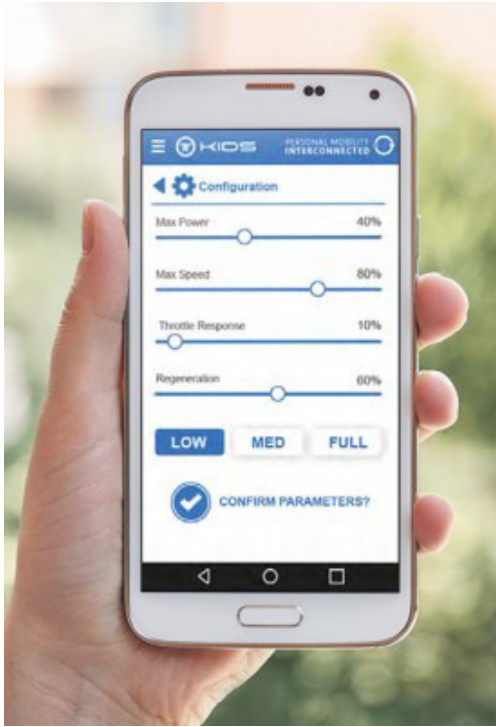 KIDS
PERSONAL MOBILITY
INTERCONNECTED
Configuration
Max Power 40%
Max Speed 80%
Throttle Response 10%
Regeneration 60%
LOW MED FULL
CONFIRM PARAMETERS?